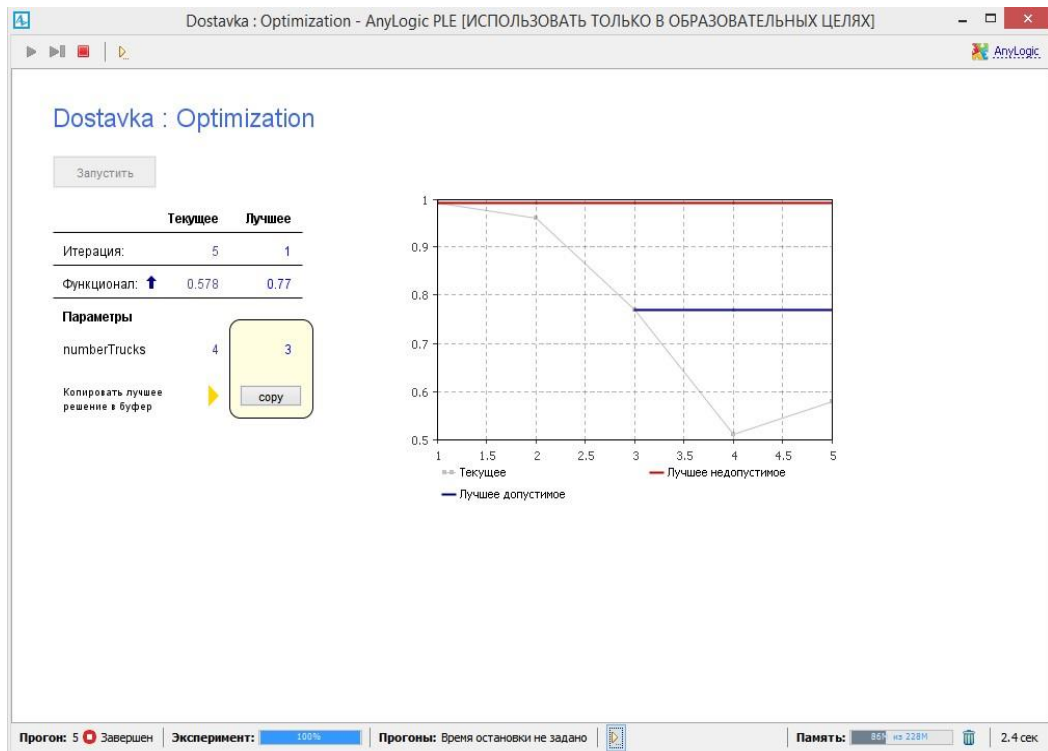 Dostavka : Optimization - AnyLogic PLE [ИСПОЛЬЗОВАТЬ ТОЛЬКО В ОБРАЗОВАТЕЛЬНЫХ ЦЕЛЯХ]
AnyLogic
Dostavka : Optimization
Запустить
Текущее Лучшее
Итерация: 5 1
Функционал: 0.578 0.77
Параметры
numberTrucks 4 3
Копировать лучшее
решение в буфер
copy
1
0.9
0.8
0.7
0.6
0.5
1 1.5 2 2.5 3 3.5 4 4.5 5
Текущее Лучшее недопустимое
Лучшее допустимое
Прогон: 5 Завершен Эксперимент: 100% Прогоны: Время остановки не задано Память: 86M из 228M 2.4 сек